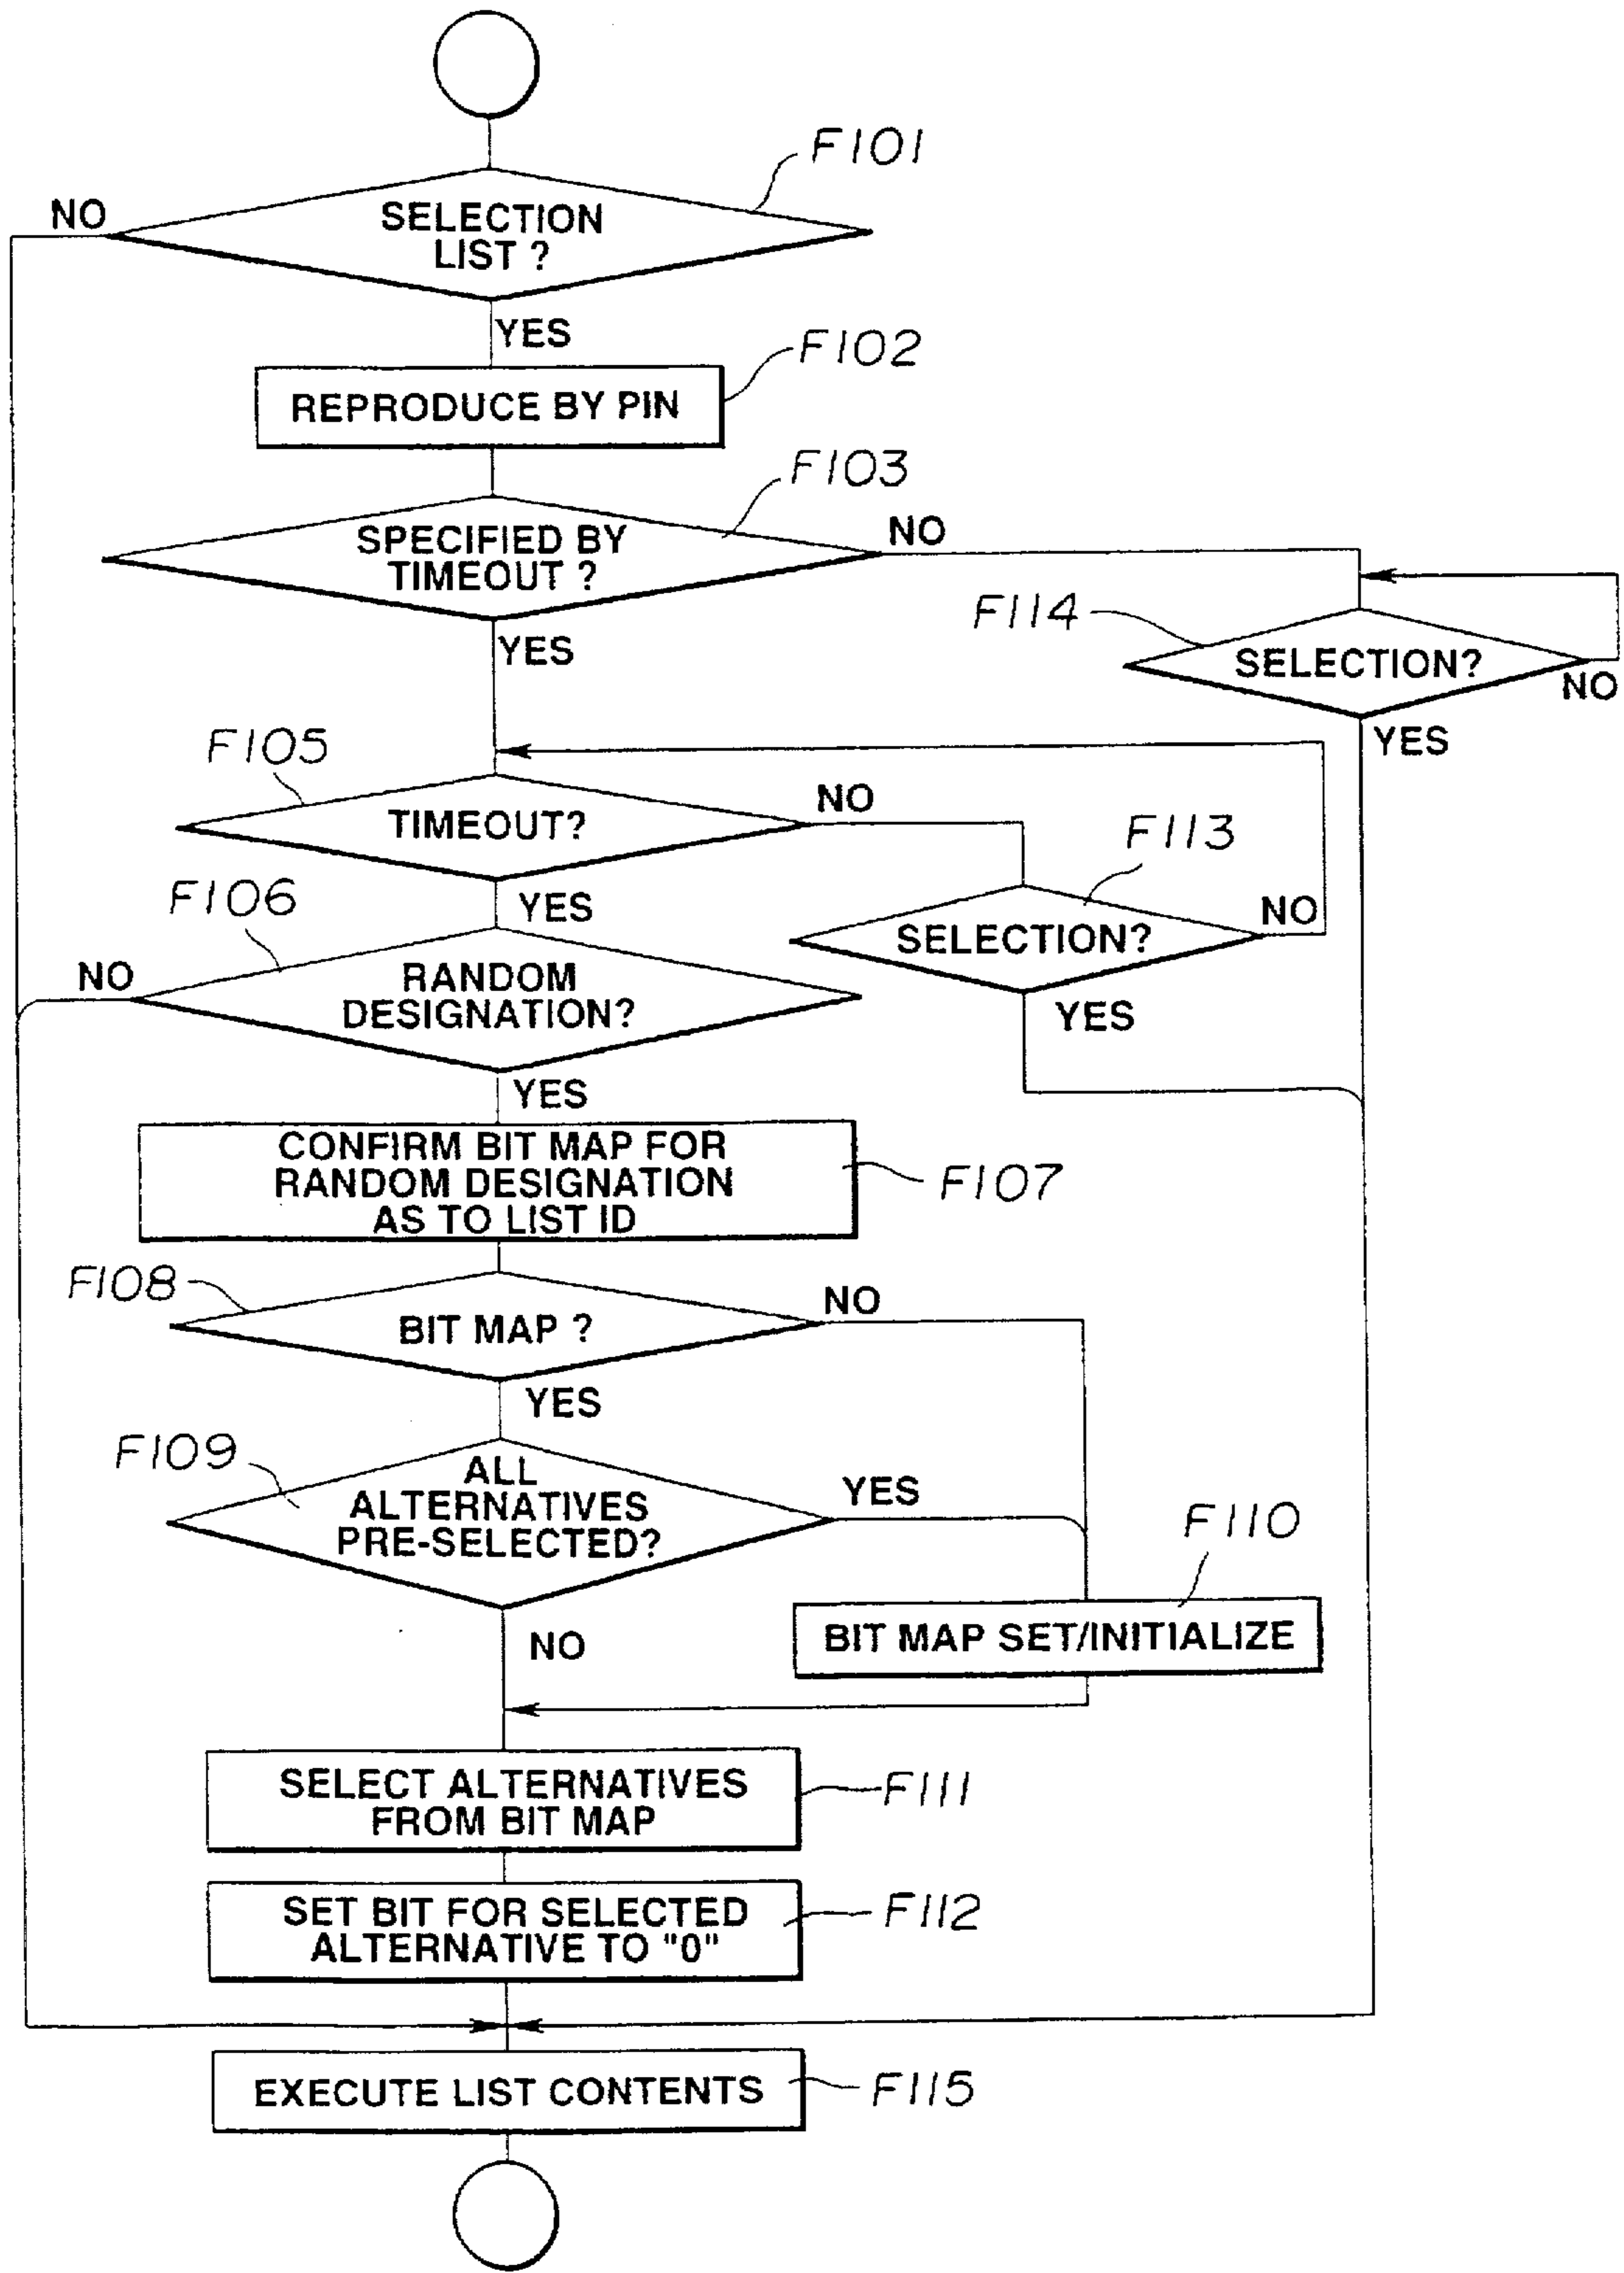 F101
NO
SELECTION
LIST ?
YES
F102
REPRODUCE BY PIN
F103
SPECIFIED BY
TIMEOUT ?
NO
YES
F114
SELECTION?
NO
YES
F105
TIMEOUT?
NO
F113
YES
SELECTION?
NO
YES
F106
NO
RANDOM
DESIGNATION?
YES
CONFIRM BIT MAP FOR
RANDOM DESIGNATION
AS TO LIST ID
F107
F108
BIT MAP ?
NO
YES
F109
ALL
ALTERNATIVES
PRE-SELECTED?
YES
F110
NO
BIT MAP SET/INITIALIZE
SELECT ALTERNATIVES
FROM BIT MAP
F111
SET BIT FOR SELECTED
ALTERNATIVE TO "0"
F112
EXECUTE LIST CONTENTS
F115